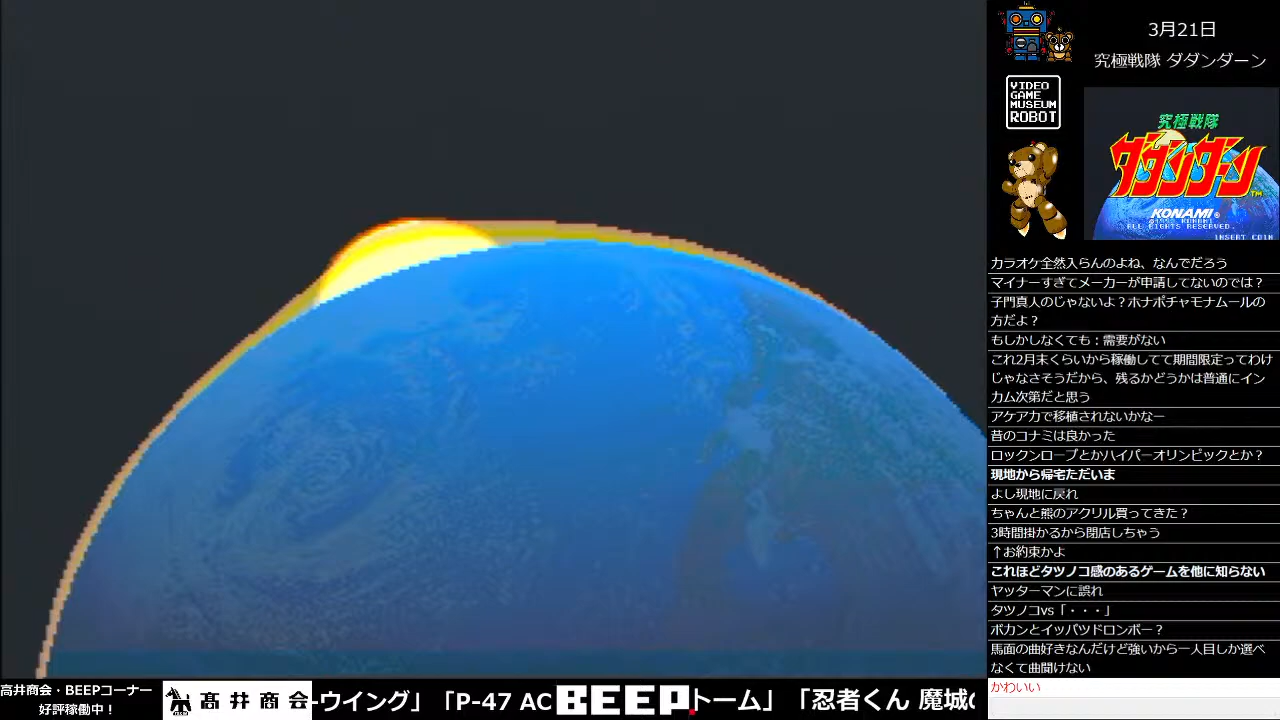 3月21日
究極戦隊 ダダンダーン
VIDEO
GAME
MUSEUM
ROBOT
究極戦隊
ダダンダーン
TM
KONAMI®
ALL RIGHTS RESERVED.
INSERT COIN
カラオケ全然入らんのよね、なんでだろう
マイナーすぎてメーカーが申請してないのでは？
子門真人のじゃないよ？ホナポチャモナムールの
方だよ？
もしかしなくても：需要がない
これ2月末くらいから稼働してて期間限定ってわけ
じゃなさそうだから、残るかどうかは普通にイン
カム次第だと思う
アケアカで移植されないかなー
昔のコナミは良かった
ロックンロープとかハイパーオリンピックとか？
現地から帰宅ただいま
よし現地に戻れ
ちゃんと熊のアクリル買ってきた？
3時間掛かるから閉店しちゃう
↑お約束かよ
これほどタツノコ感のあるゲームを他に知らない
ヤッターマンに誤れ
タツノコvs「・・・」
ボカンとイッパツドロンボー？
馬面の曲好きなんだけど強いから一人目しか選べ
なくて曲聞けない
かわいい
髙井商会・BEEPコーナー
好評稼働中！
髙井商会
ーウイング」「P-47 AC
BEEP.
トーム」「忍者くん 魔城の